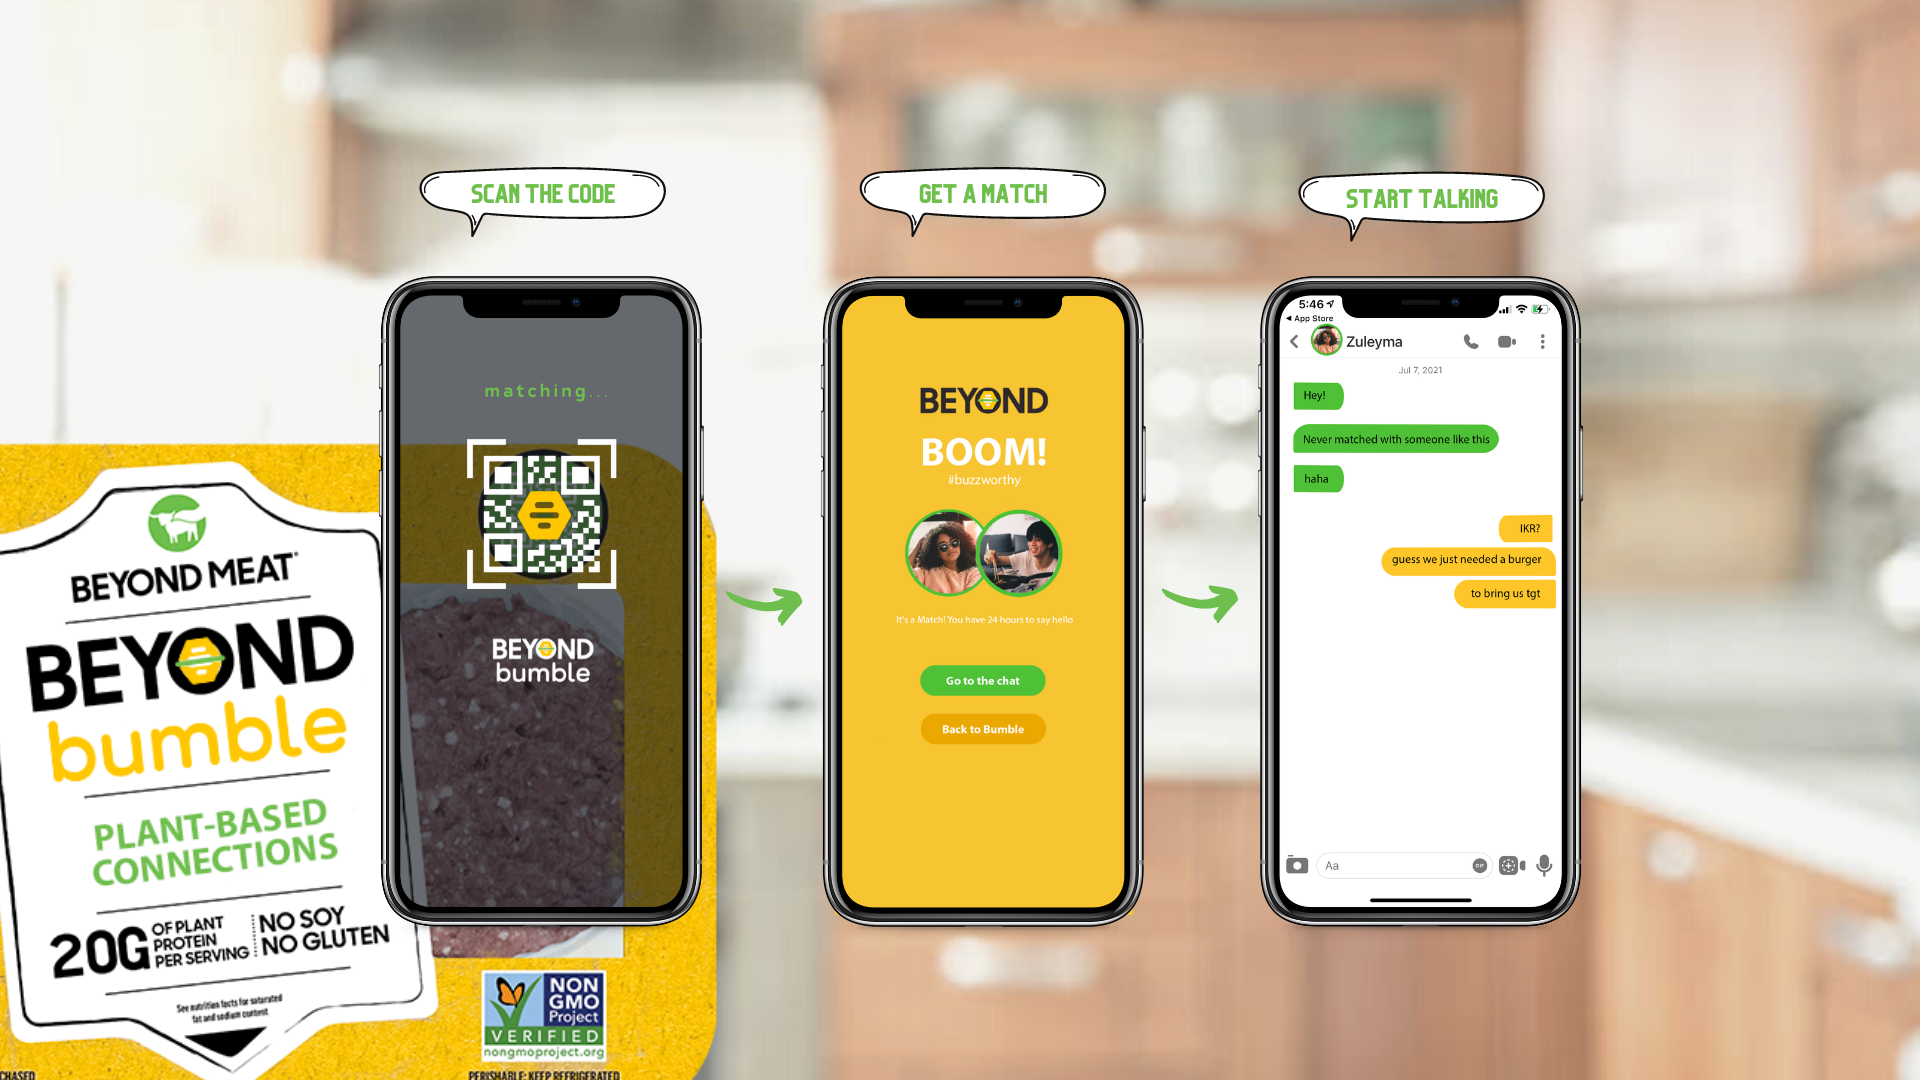 SCAN THE CODE
GET A MATCH
START TALKING
matching...
BEYOND
bumble
BEYOND
BOOM!
#buzzworthy
It's a Match! You have 24 hours to say hello
Go to the chat
Back to Bumble
5:46
App Store
Zuleyma
Jul 7, 2021
Hey!
Never matched with someone like this
haha
IKR?
guess we just needed a burger
to bring us tgt
Aa
GIF
BEYOND MEAT®
BEYOND
bumble
PLANT-BASED
CONNECTIONS
20G OF PLANT PROTEIN PER SERVING
NO SOY
NO GLUTEN
See nutrition facts for saturated
fat and sodium content
NON
GMO
Project
VERIFIED
nongmoproject.org
CHASED
PERISHABLE: KEEP REFRIGERATED